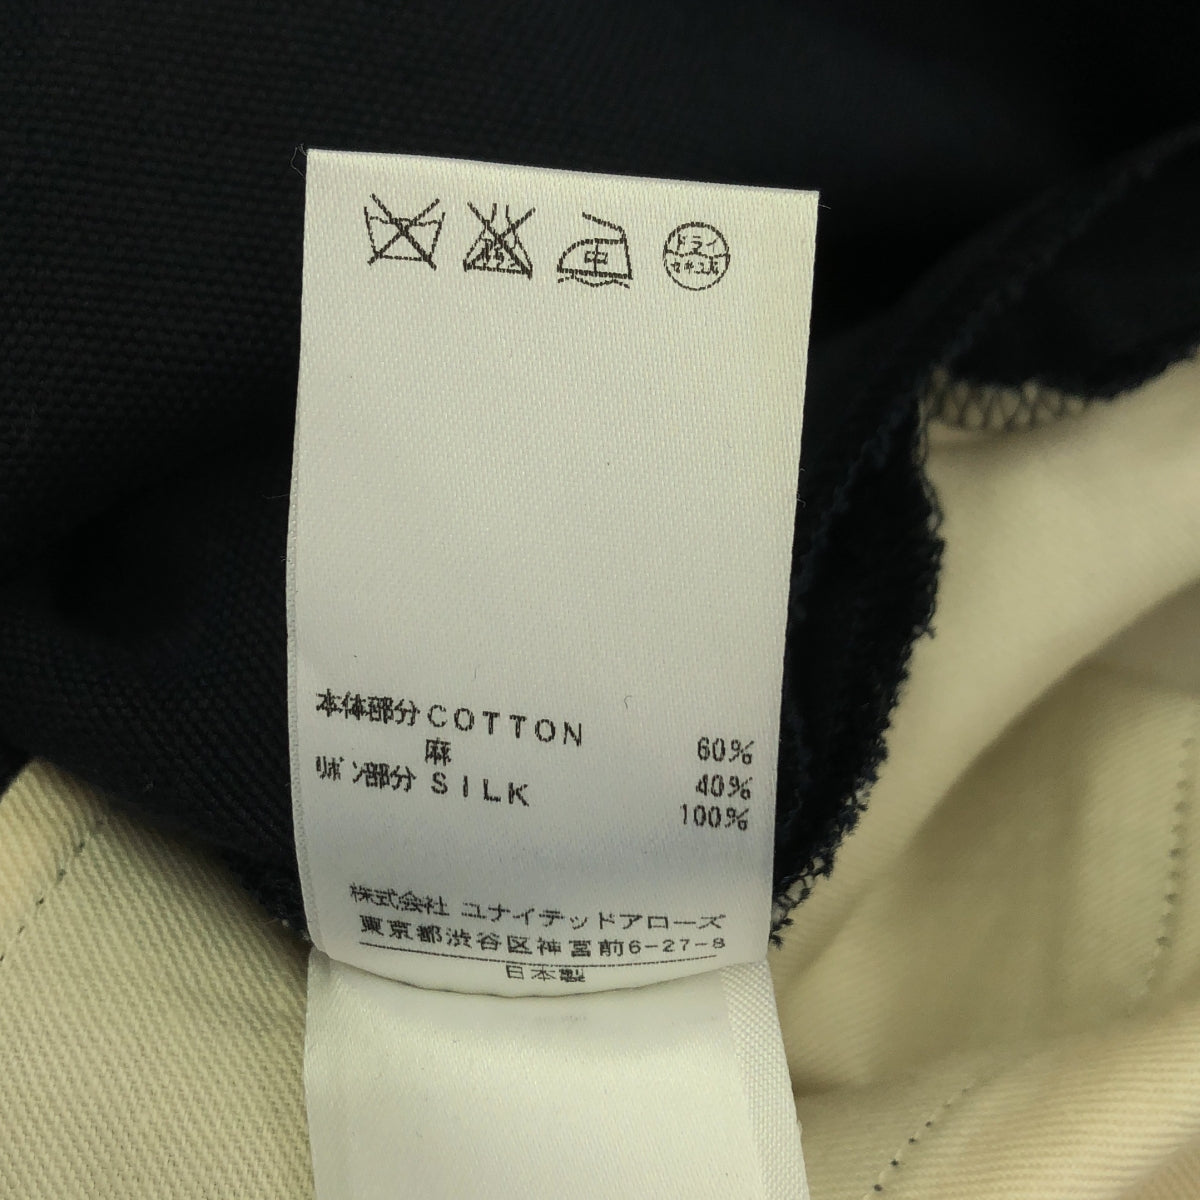 中
ドライ
セキユ系
本体部分 COTTON 60%
麻 40%
リボン部分 SILK 100%
株式会社 ユナイテッドアローズ
東京都渋谷区神宮前6-27-8
日本製